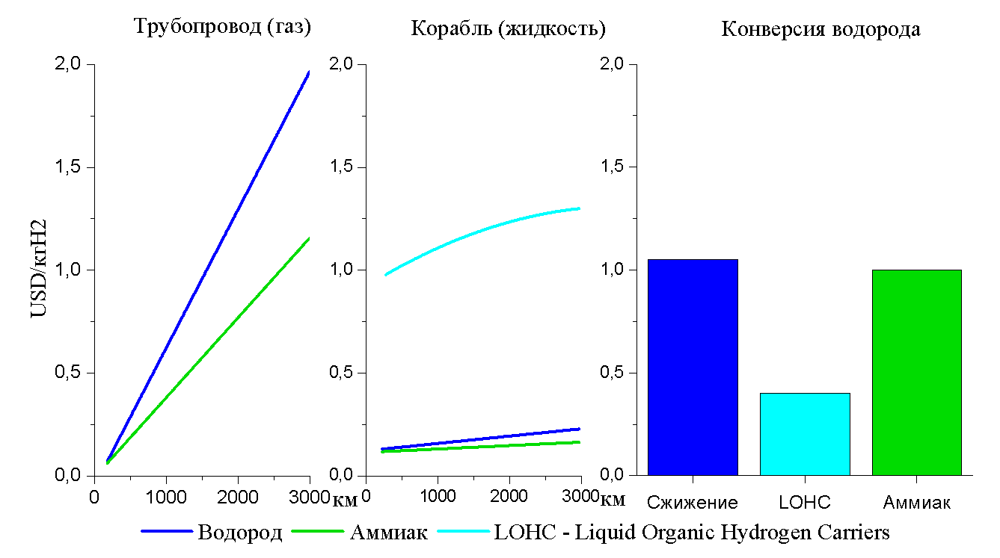 Трубопровод (газ)
Корабль (жидкость)
Конверсия водорода
USD/кгH2
2,0
1,5
1,0
0,5
0,0
0
1000
2000
3000
км
2,0
1,5
1,0
0,5
0,0
0
1000
2000
3000
км
2,0
1,5
1,0
0,5
0,0
Сжижение
LOHC
Аммиак
Водород
Аммиак
LOHC - Liquid Organic Hydrogen Carriers